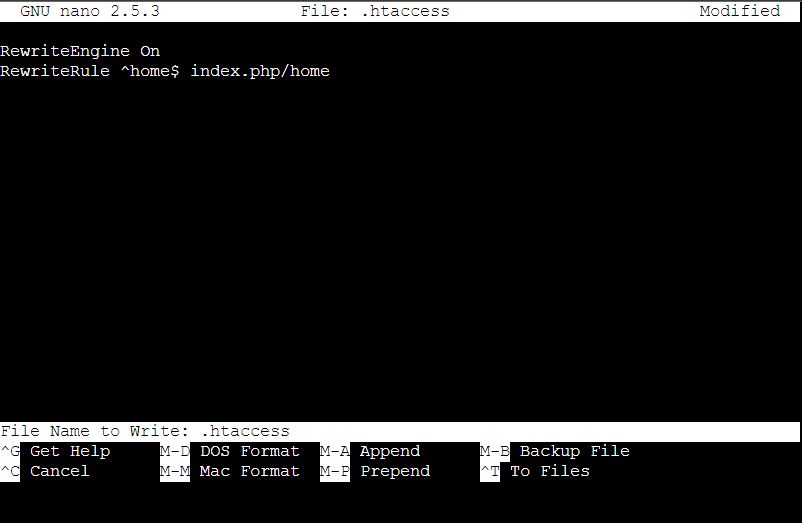 GNU nano 2.5.3 File: .htaccess Modified
RewriteEngine On
RewriteRule ^home$ index.php/home
File Name to Write: .htaccess
^G Get Help M-D DOS Format M-A Append M-B Backup File
^C Cancel M-M Mac Format M-P Prepend ^T To Files